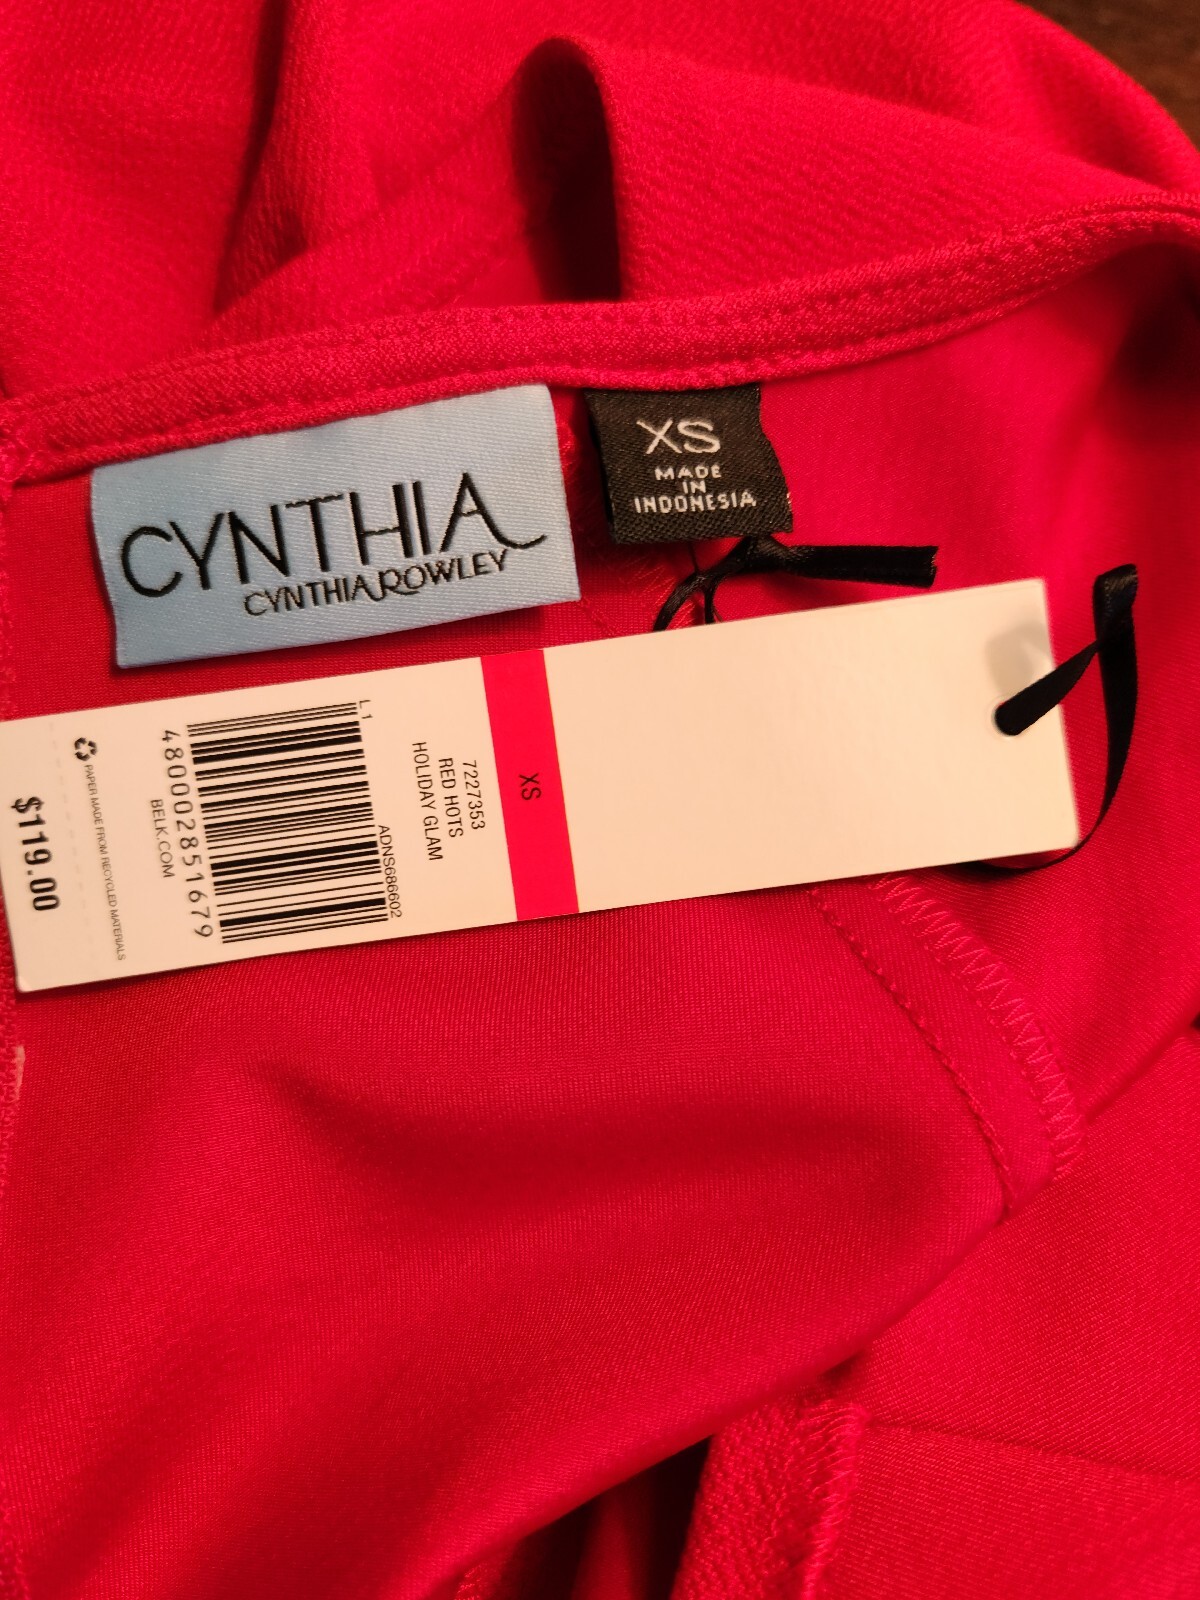 CYNTHIA
CYNTHIA ROWLEY
XS
MADE
IN
INDONESIA
XS
7227353
RED HOTS
HOLIDAY GLAM
L1
ADNS686602
480002851679
BELK.COM
PAPER MADE FROM RECYCLED MATERIALS
$119.00